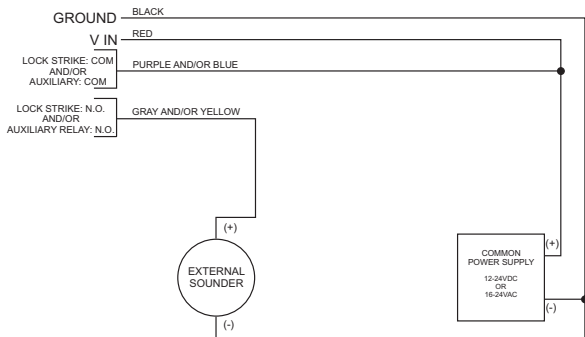 GROUND
BLACK
V IN
RED
LOCK STRIKE: COM
AND/OR
AUXILIARY: COM
PURPLE AND/OR BLUE
LOCK STRIKE: N.O.
AND/OR
AUXILIARY RELAY: N.O.
GRAY AND/OR YELLOW
(+)
EXTERNAL
SOUNDER
(-)
(+)
COMMON
POWER SUPPLY
12-24VDC
OR
16-24VAC
(-)